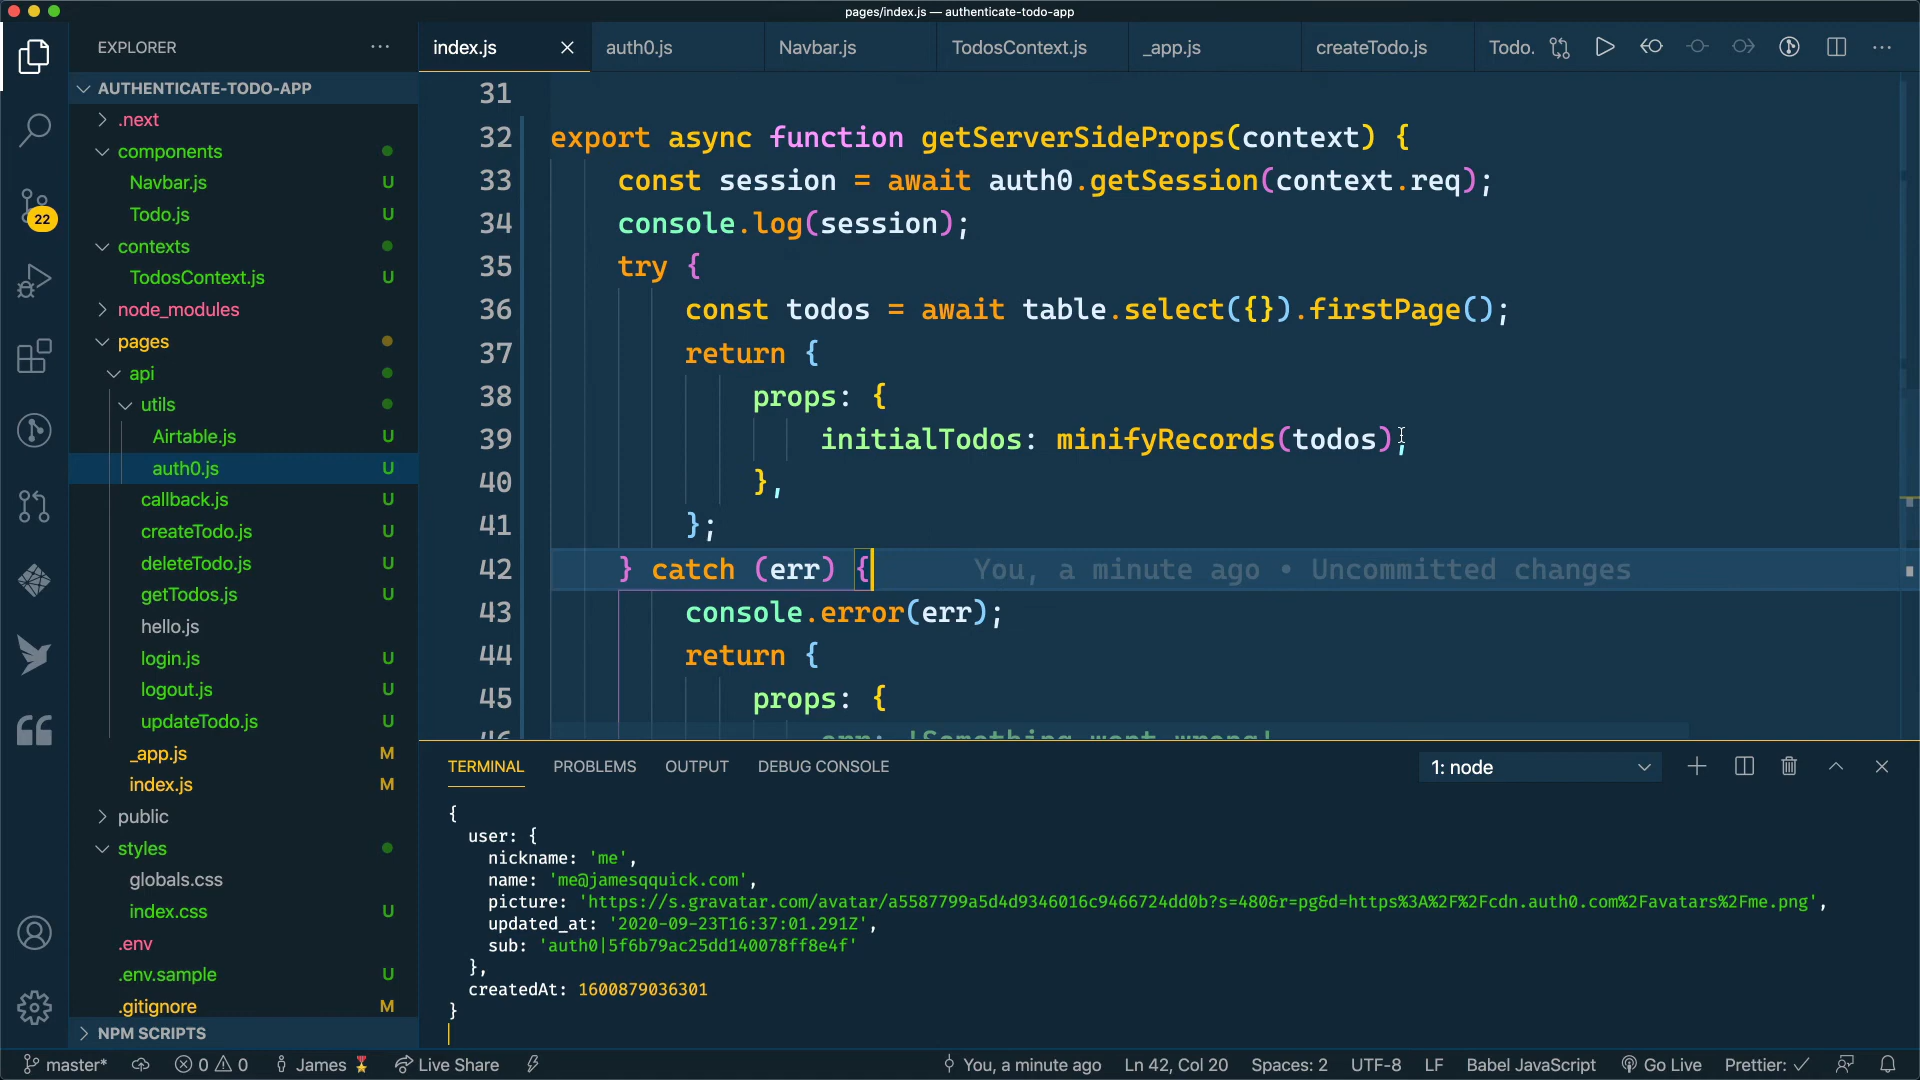 pages/index.js — authenticate-todo-app
EXPLORER
index.js
auth0.js
Navbar.js
TodosContext.js
_app.js
createTodo.js
Todo.
AUTHENTICATE-TODO-APP
.next
components
Navbar.js U
Todo.js U
contexts
TodosContext.js U
node_modules
pages
api
utils
Airtable.js U
auth0.js U
callback.js U
createTodo.js U
deleteTodo.js U
getTodos.js U
hello.js
login.js U
logout.js U
updateTodo.js U
_app.js M
index.js M
public
styles
globals.css
index.css U
.env
.env.sample U
.gitignore M
NPM SCRIPTS
22
31
32 export async function getServerSideProps(context) {
33 const session = await auth0.getSession(context.req);
34 console.log(session);
35 try {
36 const todos = await table.select({}).firstPage();
37 return {
38 props: {
39 initialTodos: minifyRecords(todos),
40 },
41 };
42 } catch (err) { You, a minute ago • Uncommitted changes
43 console.error(err);
44 return {
45 props: {
46 err: 'Something went wrong'
TERMINAL
PROBLEMS
OUTPUT
DEBUG CONSOLE
1: node
{
user: {
nickname: 'me',
name: 'me@jamesqquick.com',
picture: 'https://s.gravatar.com/avatar/a5587799a5d4d9346016c9466724dd0b?s=480&r=pg&d=https%3A%2F%2Fcdn.auth0.com%2Favatars%2Fme.png',
updated_at: '2020-09-23T16:37:01.291Z',
sub: 'auth0|5f6b79ac25dd140078ff8e4f'
},
createdAt: 1600879036301
}
master* 0 0 James Live Share You, a minute ago Ln 42, Col 20 Spaces: 2 UTF-8 LF Babel JavaScript Go Live Prettier: ✓